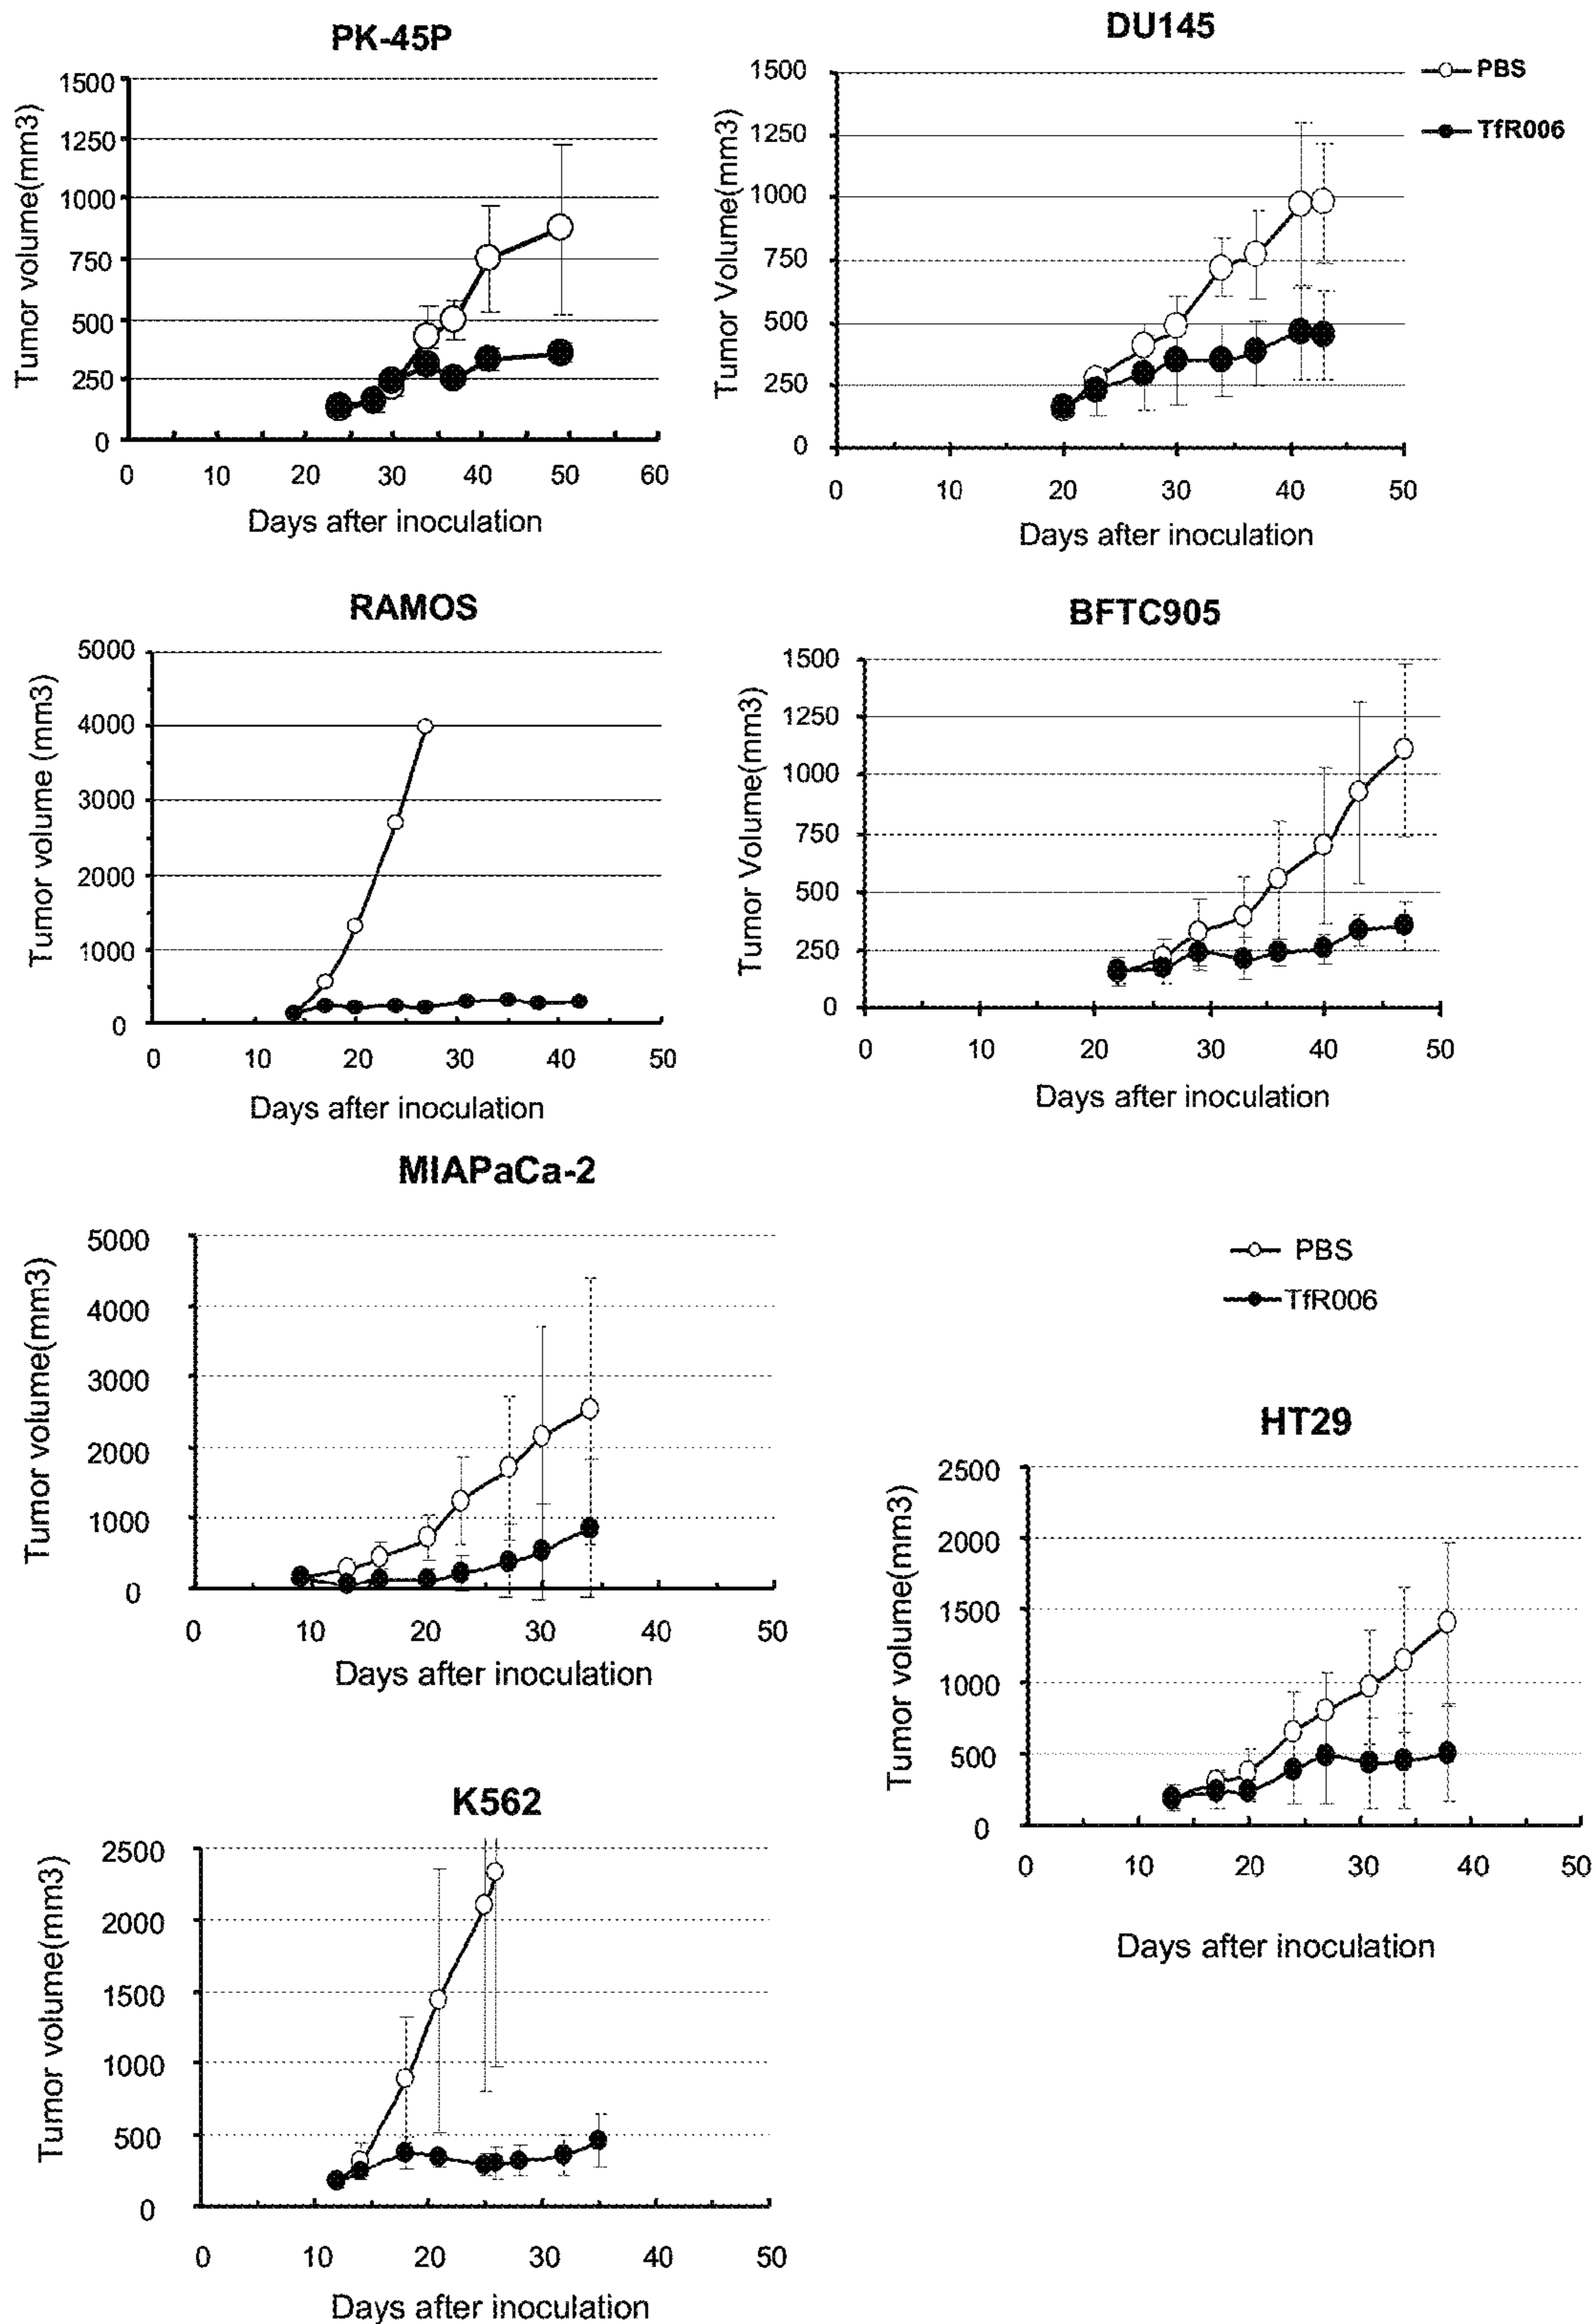 PK-45P
Tumor volume(mm3)
1500
1250
1000
750
500
250
0
0 10 20 30 40 50 60
Days after inoculation
DU145
PBS
TfR006
Tumor Volume(mm3)
1500
1250
1000
750
500
250
0
0 10 20 30 40 50
Days after inoculation
RAMOS
Tumor volume (mm3)
5000
4000
3000
2000
1000
0
0 10 20 30 40 50
Days after inoculation
BFTC905
Tumor Volume(mm3)
1500
1250
1000
750
500
250
0
0 10 20 30 40 50
Days after inoculation
MIAPaCa-2
Tumor volume(mm3)
5000
4000
3000
2000
1000
0
0 10 20 30 40 50
Days after inoculation
PBS
TfR006
HT29
Tumor volume(mm3)
2500
2000
1500
1000
500
0
0 10 20 30 40 50
Days after inoculation
K562
Tumor volume(mm3)
2500
2000
1500
1000
500
0
0 10 20 30 40 50
Days after inoculation